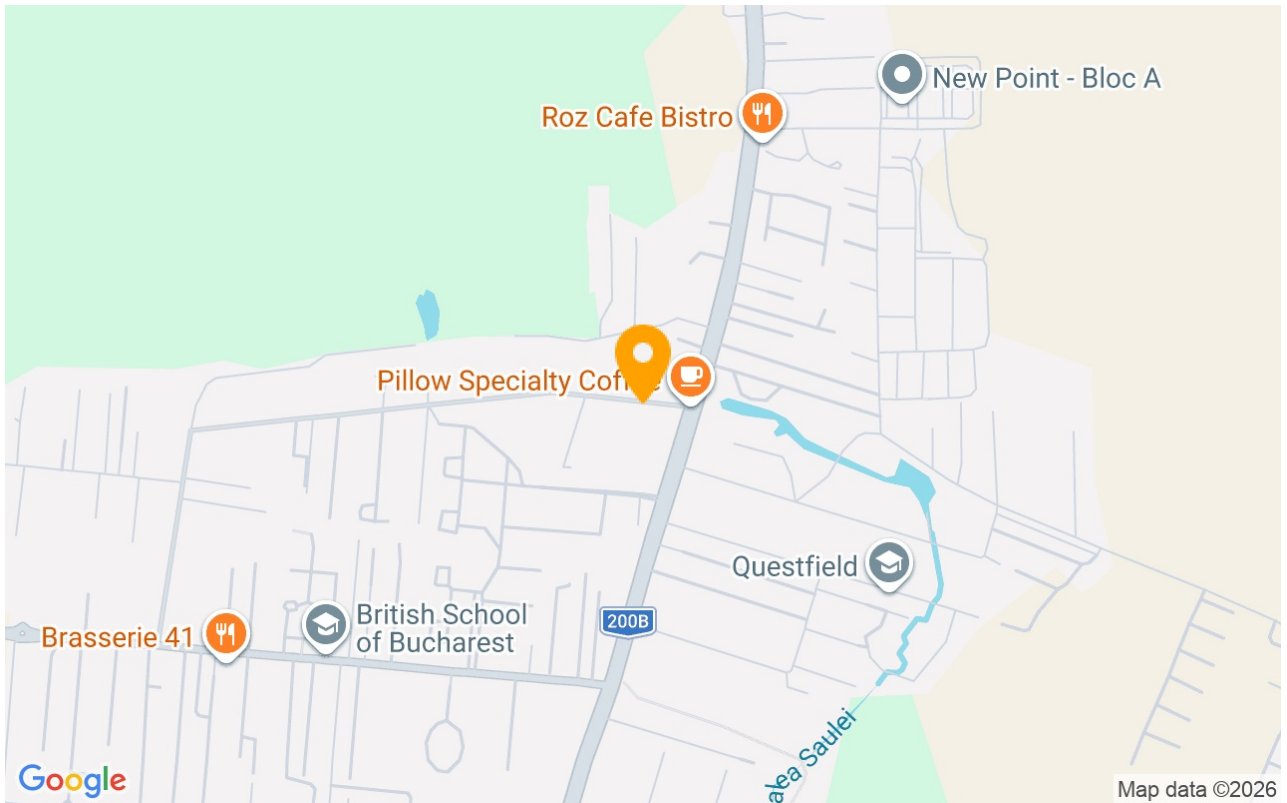 New Point - Bloc A
Roz Cafe Bistro
Pillow Specialty
Questfield
British School
of Bucharest
200B
Brasserie 41
Saulei
Google
Map data ©2026